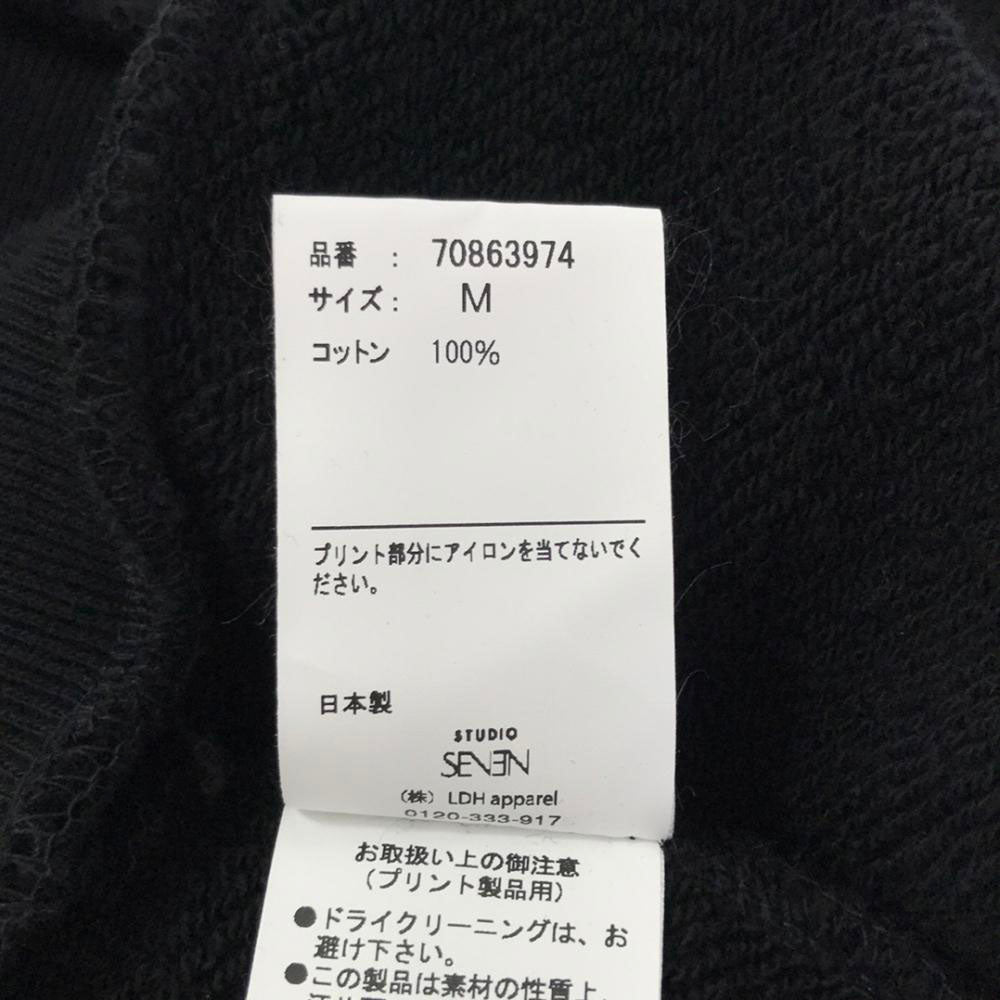 品番 : 70863974
サイズ: M
コットン 100%
プリント部分にアイロンを当てないでく
ださい。
日本製
STUDIO
SEVEN
(株) LDH apparel
0120-333-917
お取扱い上の御注意
(プリント製品用)
●ドライクリーニングは、お
避け下さい。
●この製品は素材の性質上、